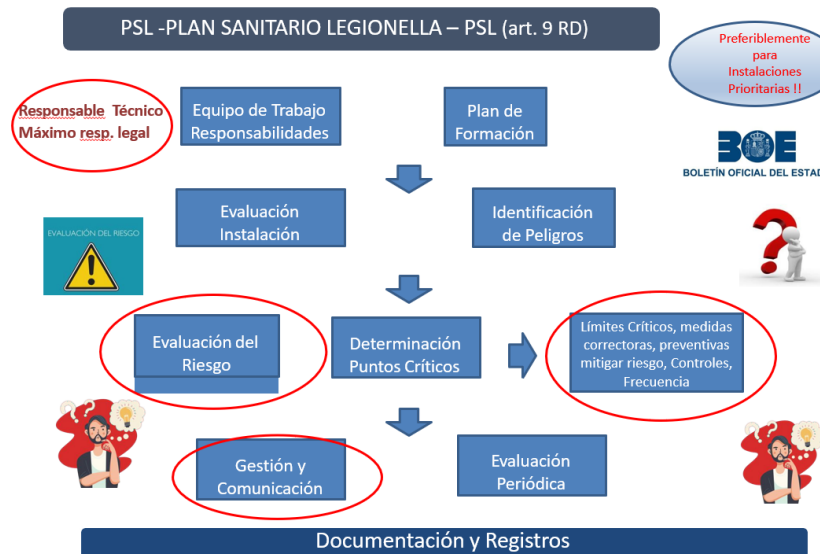 PSL -PLAN SANITARIO LEGIONELLA – PSL (art. 9 RD)
Preferiblemente
para
Instalaciones
Prioritarias !!
Responsable Técnico
Máximo resp. legal
Equipo de Trabajo
Responsabilidades
Plan de
Formación
BOE
BOLETÍN OFICIAL DEL ESTAD
Evaluación
Instalación
Identificación
de Peligros
EVALUACIÓN DEL RIESGO
Evaluación del
Riesgo
Determinación
Puntos Críticos
Límites Críticos, medidas
correctoras, preventivas
mitigar riesgo, Controles,
Frecuencia
Gestión y
Comunicación
Evaluación
Periódica
Documentación y Registros